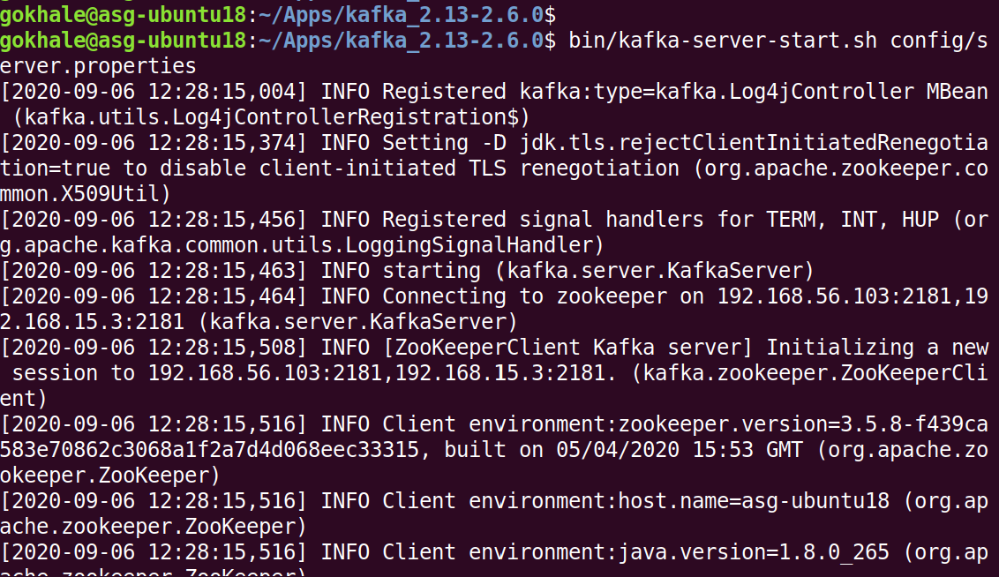 gokhale@asg-ubuntu18:~/Apps/kafka_2.13-2.6.0$
gokhale@asg-ubuntu18:~/Apps/kafka_2.13-2.6.0$ bin/kafka-server-start.sh config/s
erver.properties
[2020-09-06 12:28:15,004] INFO Registered kafka:type=kafka.Log4jController MBean
 (kafka.utils.Log4jControllerRegistration$)
[2020-09-06 12:28:15,374] INFO Setting -D jdk.tls.rejectClientInitiatedRenegotia
tion=true to disable client-initiated TLS renegotiation (org.apache.zookeeper.co
mmon.X509Util)
[2020-09-06 12:28:15,456] INFO Registered signal handlers for TERM, INT, HUP (or
g.apache.kafka.common.utils.LoggingSignalHandler)
[2020-09-06 12:28:15,463] INFO starting (kafka.server.KafkaServer)
[2020-09-06 12:28:15,464] INFO Connecting to zookeeper on 192.168.56.103:2181,19
2.168.15.3:2181 (kafka.server.KafkaServer)
[2020-09-06 12:28:15,508] INFO [ZooKeeperClient Kafka server] Initializing a new
 session to 192.168.56.103:2181,192.168.15.3:2181. (kafka.zookeeper.ZooKeeperCli
ent)
[2020-09-06 12:28:15,516] INFO Client environment:zookeeper.version=3.5.8-f439ca
583e70862c3068a1f2a7d4d068eec33315, built on 05/04/2020 15:53 GMT (org.apache.zo
okeeper.ZooKeeper)
[2020-09-06 12:28:15,516] INFO Client environment:host.name=asg-ubuntu18 (org.ap
ache.zookeeper.ZooKeeper)
[2020-09-06 12:28:15,516] INFO Client environment:java.version=1.8.0_265 (org.ap
ache.zookeeper.ZooKeeper)